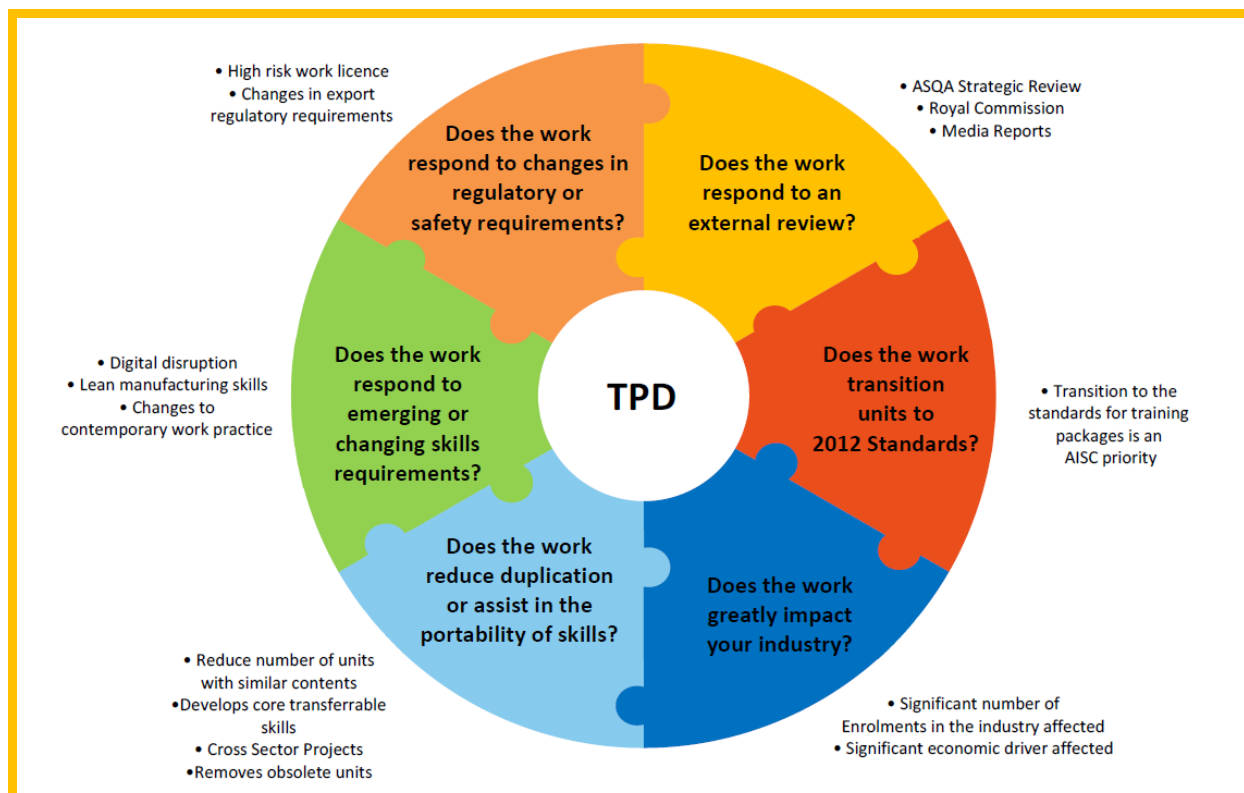 • High risk work licence
• Changes in export
regulatory requirements
Does the work
respond to changes in
regulatory or
safety requirements?
• ASQA Strategic Review
• Royal Commission
• Media Reports
Does the work
respond to an
external review?
• Digital disruption
• Lean manufacturing skills
• Changes to
contemporary work practice
Does the work
respond to
emerging or
changing skills
requirements?
TPD
Does the work
transition
units to
2012 Standards?
• Transition to the
standards for training
packages is an
AISC priority
Does the work
reduce duplication
or assist in the
portability of skills?
• Reduce number of units
with similar contents
•Develops core transferrable
skills
• Cross Sector Projects
•Removes obsolete units
Does the work
greatly impact
your industry?
• Significant number of
Enrolments in the industry affected
• Significant economic driver affected